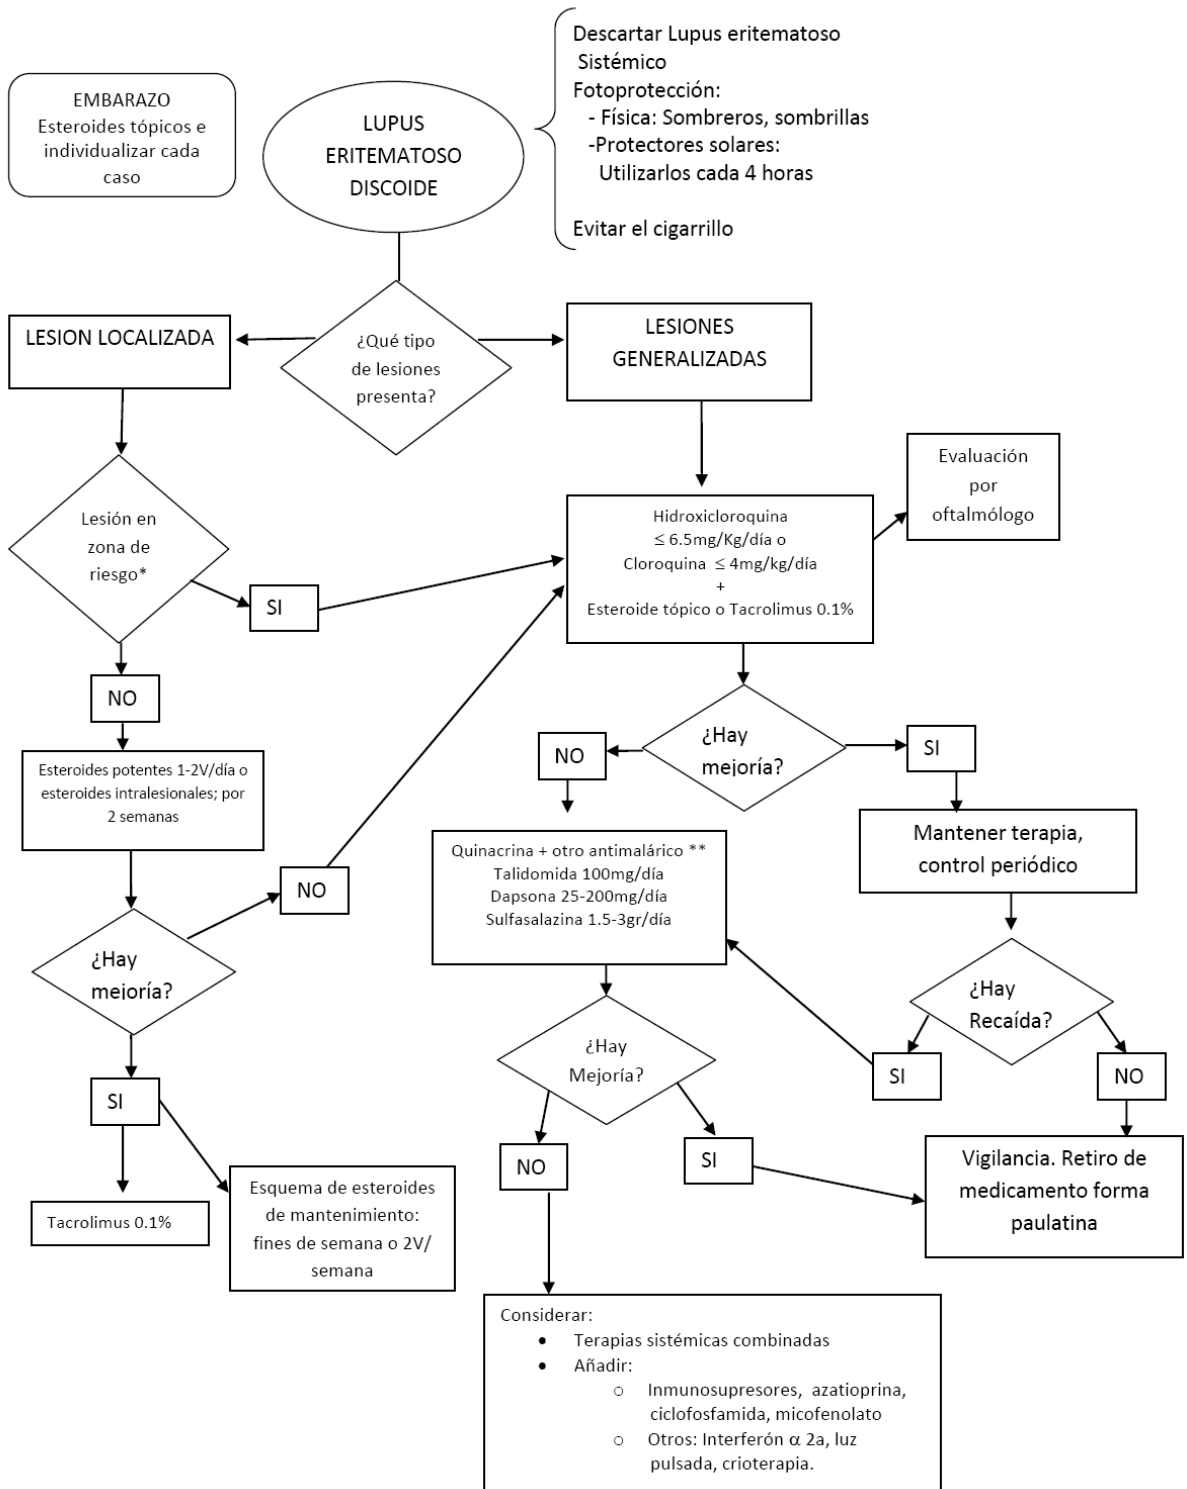 EMBARAZO
Esteroides tópicos e
individualizar cada
caso
LUPUS
ERITEMATOSO
DISCOIDE
Descartar Lupus eritematoso
Sistémico
Fotoprotección:
- Física: Sombreros, sombrillas
-Protectores solares:
Utilizarlos cada 4 horas
Evitar el cigarrillo
LESION LOCALIZADA
¿Qué tipo
de lesiones
presenta?
LESIONES
GENERALIZADAS
Evaluación
por
oftalmólogo
Lesión en
zona de
riesgo*
SI
Hidroxicloroquina
≤ 6.5mg/Kg/día o
Cloroquina ≤ 4mg/kg/día
+
Esteroide tópico o Tacrolimus 0.1%
NO
¿Hay
mejoría?
NO
SI
Esteroides potentes 1-2V/día o
esteroides intralesionales; por
2 semanas
Mantener terapia,
control periódico
Quinacrina + otro antimalárico **
Talidomida 100mg/día
Dapsona 25-200mg/día
Sulfasalazina 1.5-3gr/día
NO
¿Hay
mejoría?
¿Hay
Recaída?
¿Hay
Mejoría?
SI
NO
SI
NO
SI
Vigilancia. Retiro de
medicamento forma
paulatina
Tacrolimus 0.1%
Esquema de esteroides
de mantenimiento:
fines de semana o 2V/
semana
Considerar:
• Terapias sistémicas combinadas
• Añadir:
o Inmunosupresores, azatioprina,
ciclofosfamida, micofenolato
o Otros: Interferón α 2a, luz
pulsada, crioterapia.